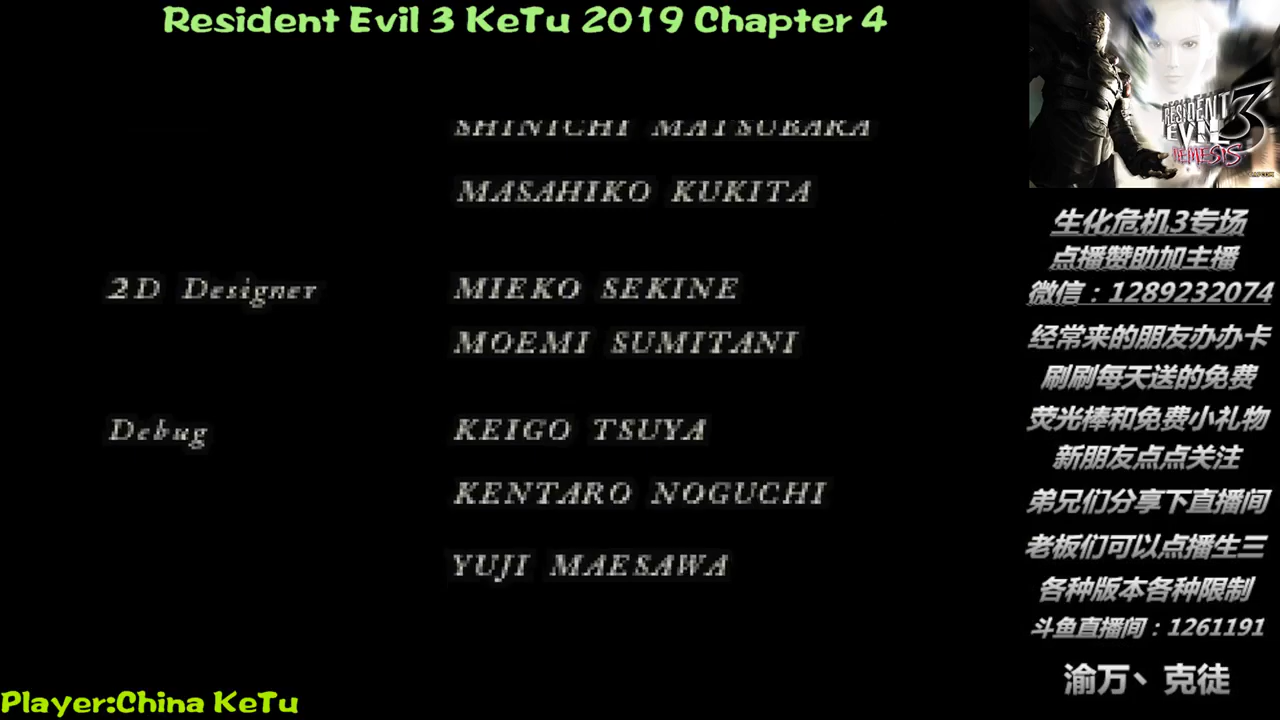 Resident Evil 3 KeTu 2019 Chapter 4
SHINICHI MATSUBARA
MASAHIKO KUKITA
2D Designer MIEKO SEKINE
MOEMI SUMITANI
Debug KEIGO TSUYA
KENTARO NOGUCHI
YUJI MAESAWA
Player:China KeTu
RESIDENT
EVIL 3
NEMESIS
生化危机3专场
点播赞助加主播
微信：1289232074
经常来的朋友办办卡
刷刷每天送的免费
荧光棒和免费小礼物
新朋友点点关注
弟兄们分享下直播间
老板们可以点播生三
各种版本各种限制
斗鱼直播间：1261191
渝万丶克徒